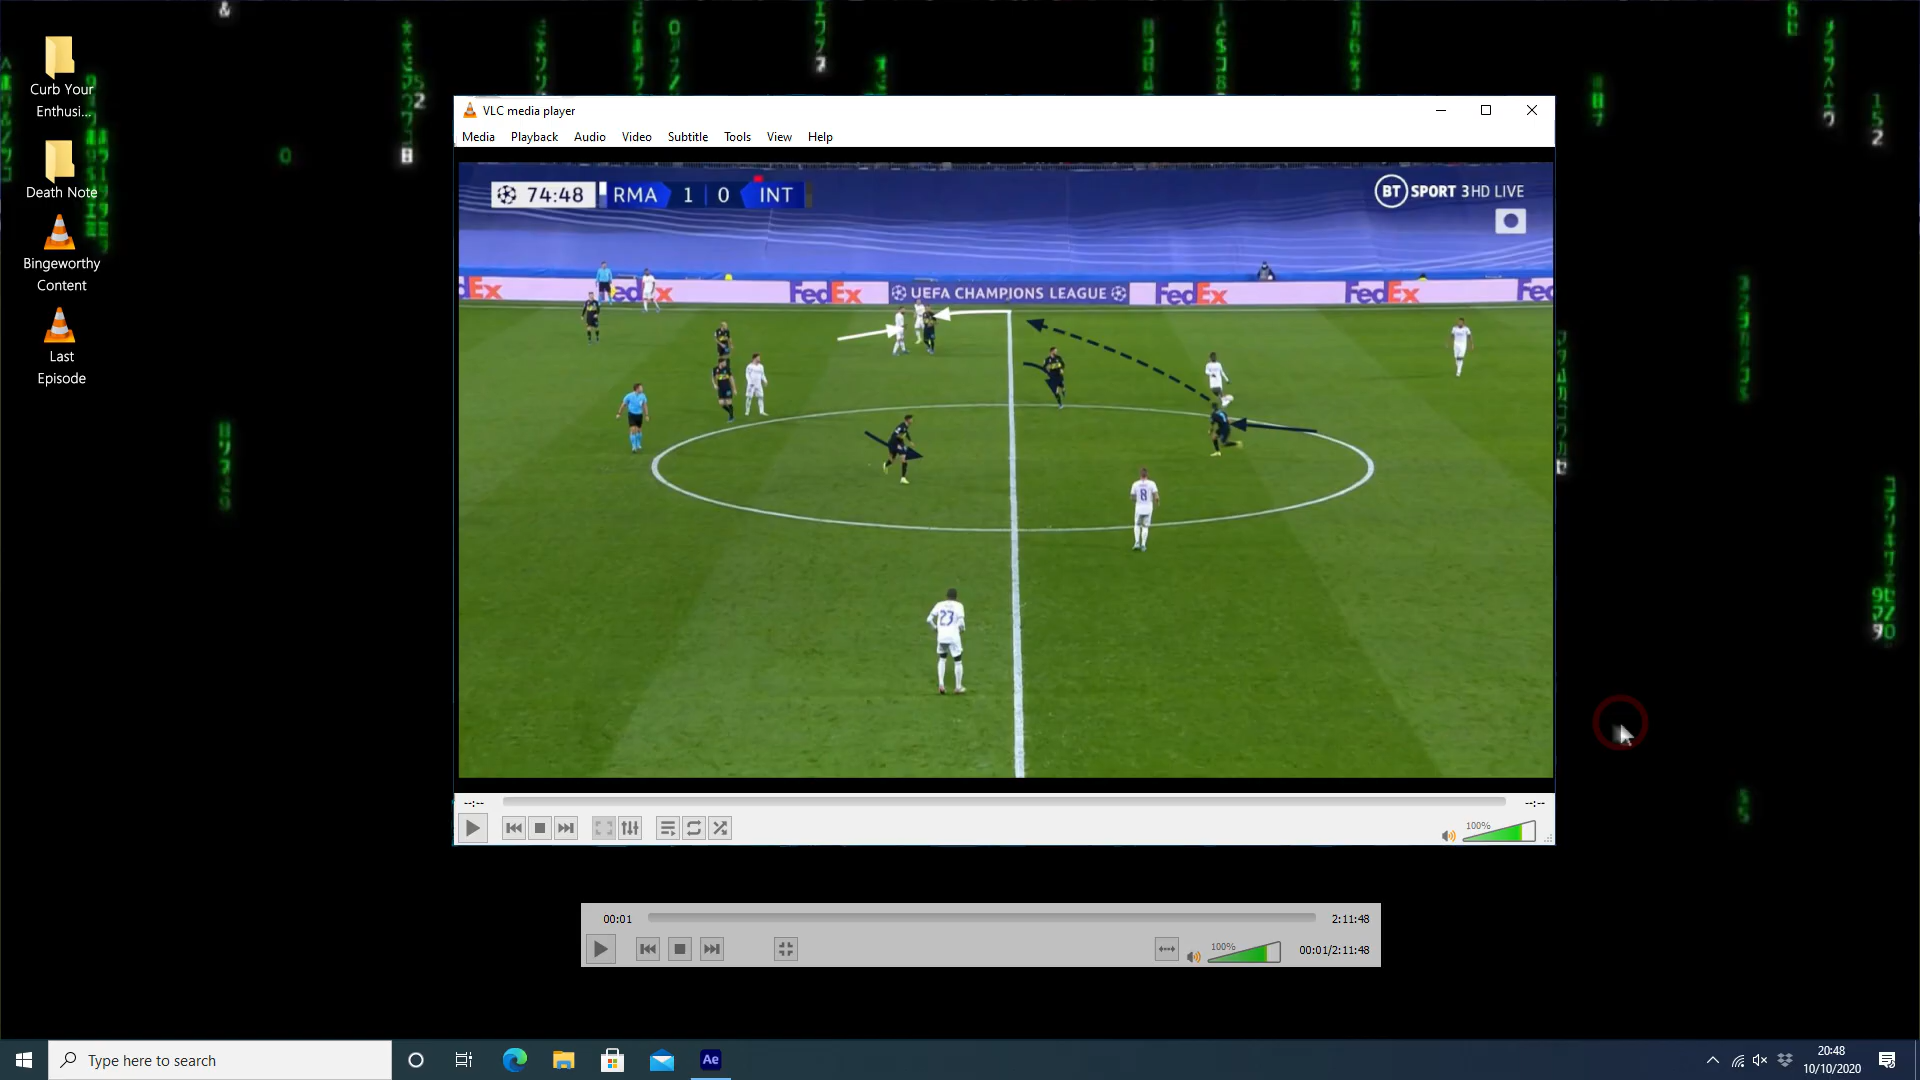 Curb Your
Enthusi...
Death Note
Bingeworthy
Content
Last
Episode
VLC media player
Media Playback Audio Video Subtitle Tools View Help
74:48 RMA 1 0 INT
BT SPORT 3HD LIVE
FedEx FedEx UEFA CHAMPIONS LEAGUE FedEx FedEx
8
23
--:-- --:--
100%
00:01 2:11:48
100% 00:01/2:11:48
Type here to search
Ae
20:48
10/10/2020